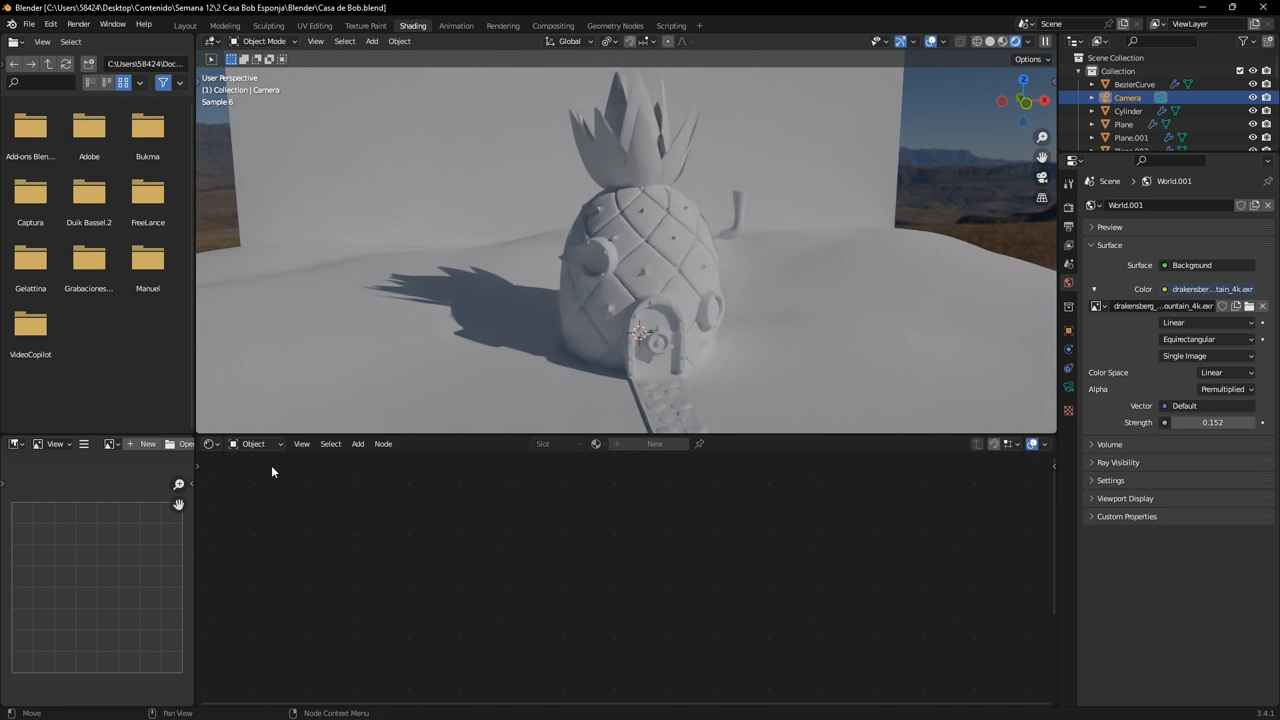 Blender [C:\Users\58424\Desktop\Contenido\Semana 12\2 Casa Bob Esponja\Blender\Casa de Bob.blend]
File Edit Render Window Help
Layout Modeling Sculpting UV Editing Texture Paint Shading Animation Rendering Compositing Geometry Nodes Scripting +
Scene
ViewLayer
View Select
C:\Users\58424\Doc...
Add-ons Blen...
Adobe
Bukma
Captura
Duik Bassel.2
FreeLance
Gelattina
Grabaciones...
Manuel
VideoCopilot
Object Mode View Select Add Object
Global
Options
User Perspective
(1) Collection | Camera
Sample 6
Z
X
Y
Scene Collection
Collection
BezierCurve
Camera
Cylinder
Plane
Plane.001
Scene > World.001
World.001
Preview
Surface
Surface Background
Color drakensber...tain_4k.exr
drakensberg_...ountain_4k.exr
Linear
Equirectangular
Single Image
Color Space Linear
Alpha Premultiplied
Vector Default
Strength 0.152
Volume
Ray Visibility
Settings
Viewport Display
Custom Properties
View
New
Ope
Object View Select Add Node
Slot
New
Move
Pan View
Node Context Menu
3.4.1